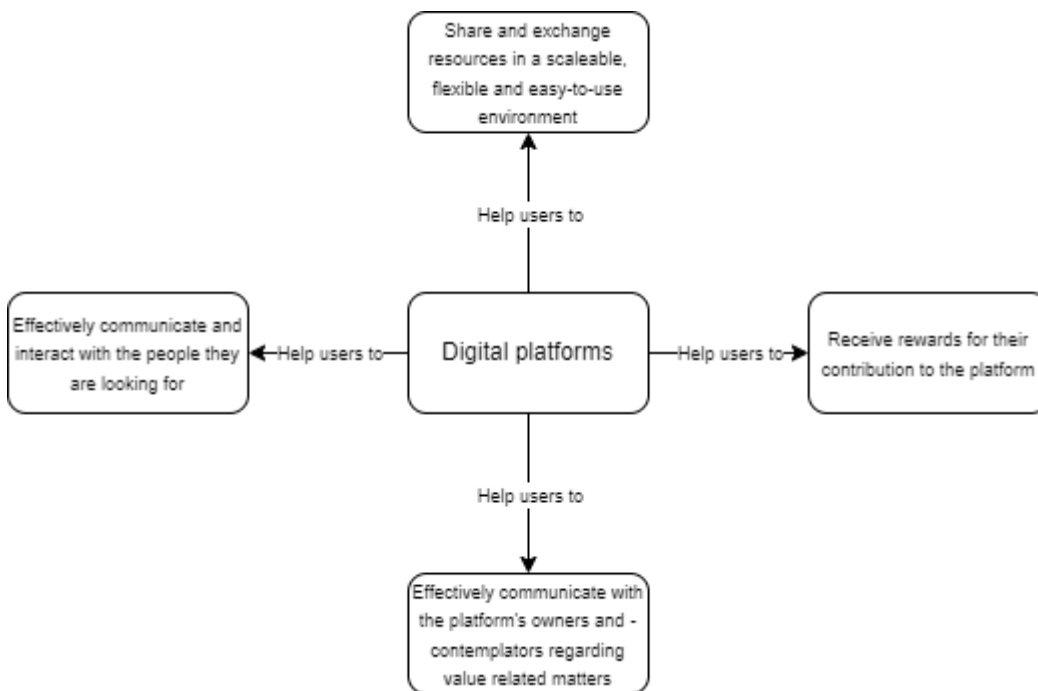 Share and exchange
resources in a scaleable,
flexible and easy-to-use
environment
Help users to
Effectively communicate and
interact with the people they
are looking for
Help users to
Digital platforms
Help users to
Receive rewards for their
contribution to the platform
Help users to
Effectively communicate with
the platform's owners and -
contemplators regarding
value related matters